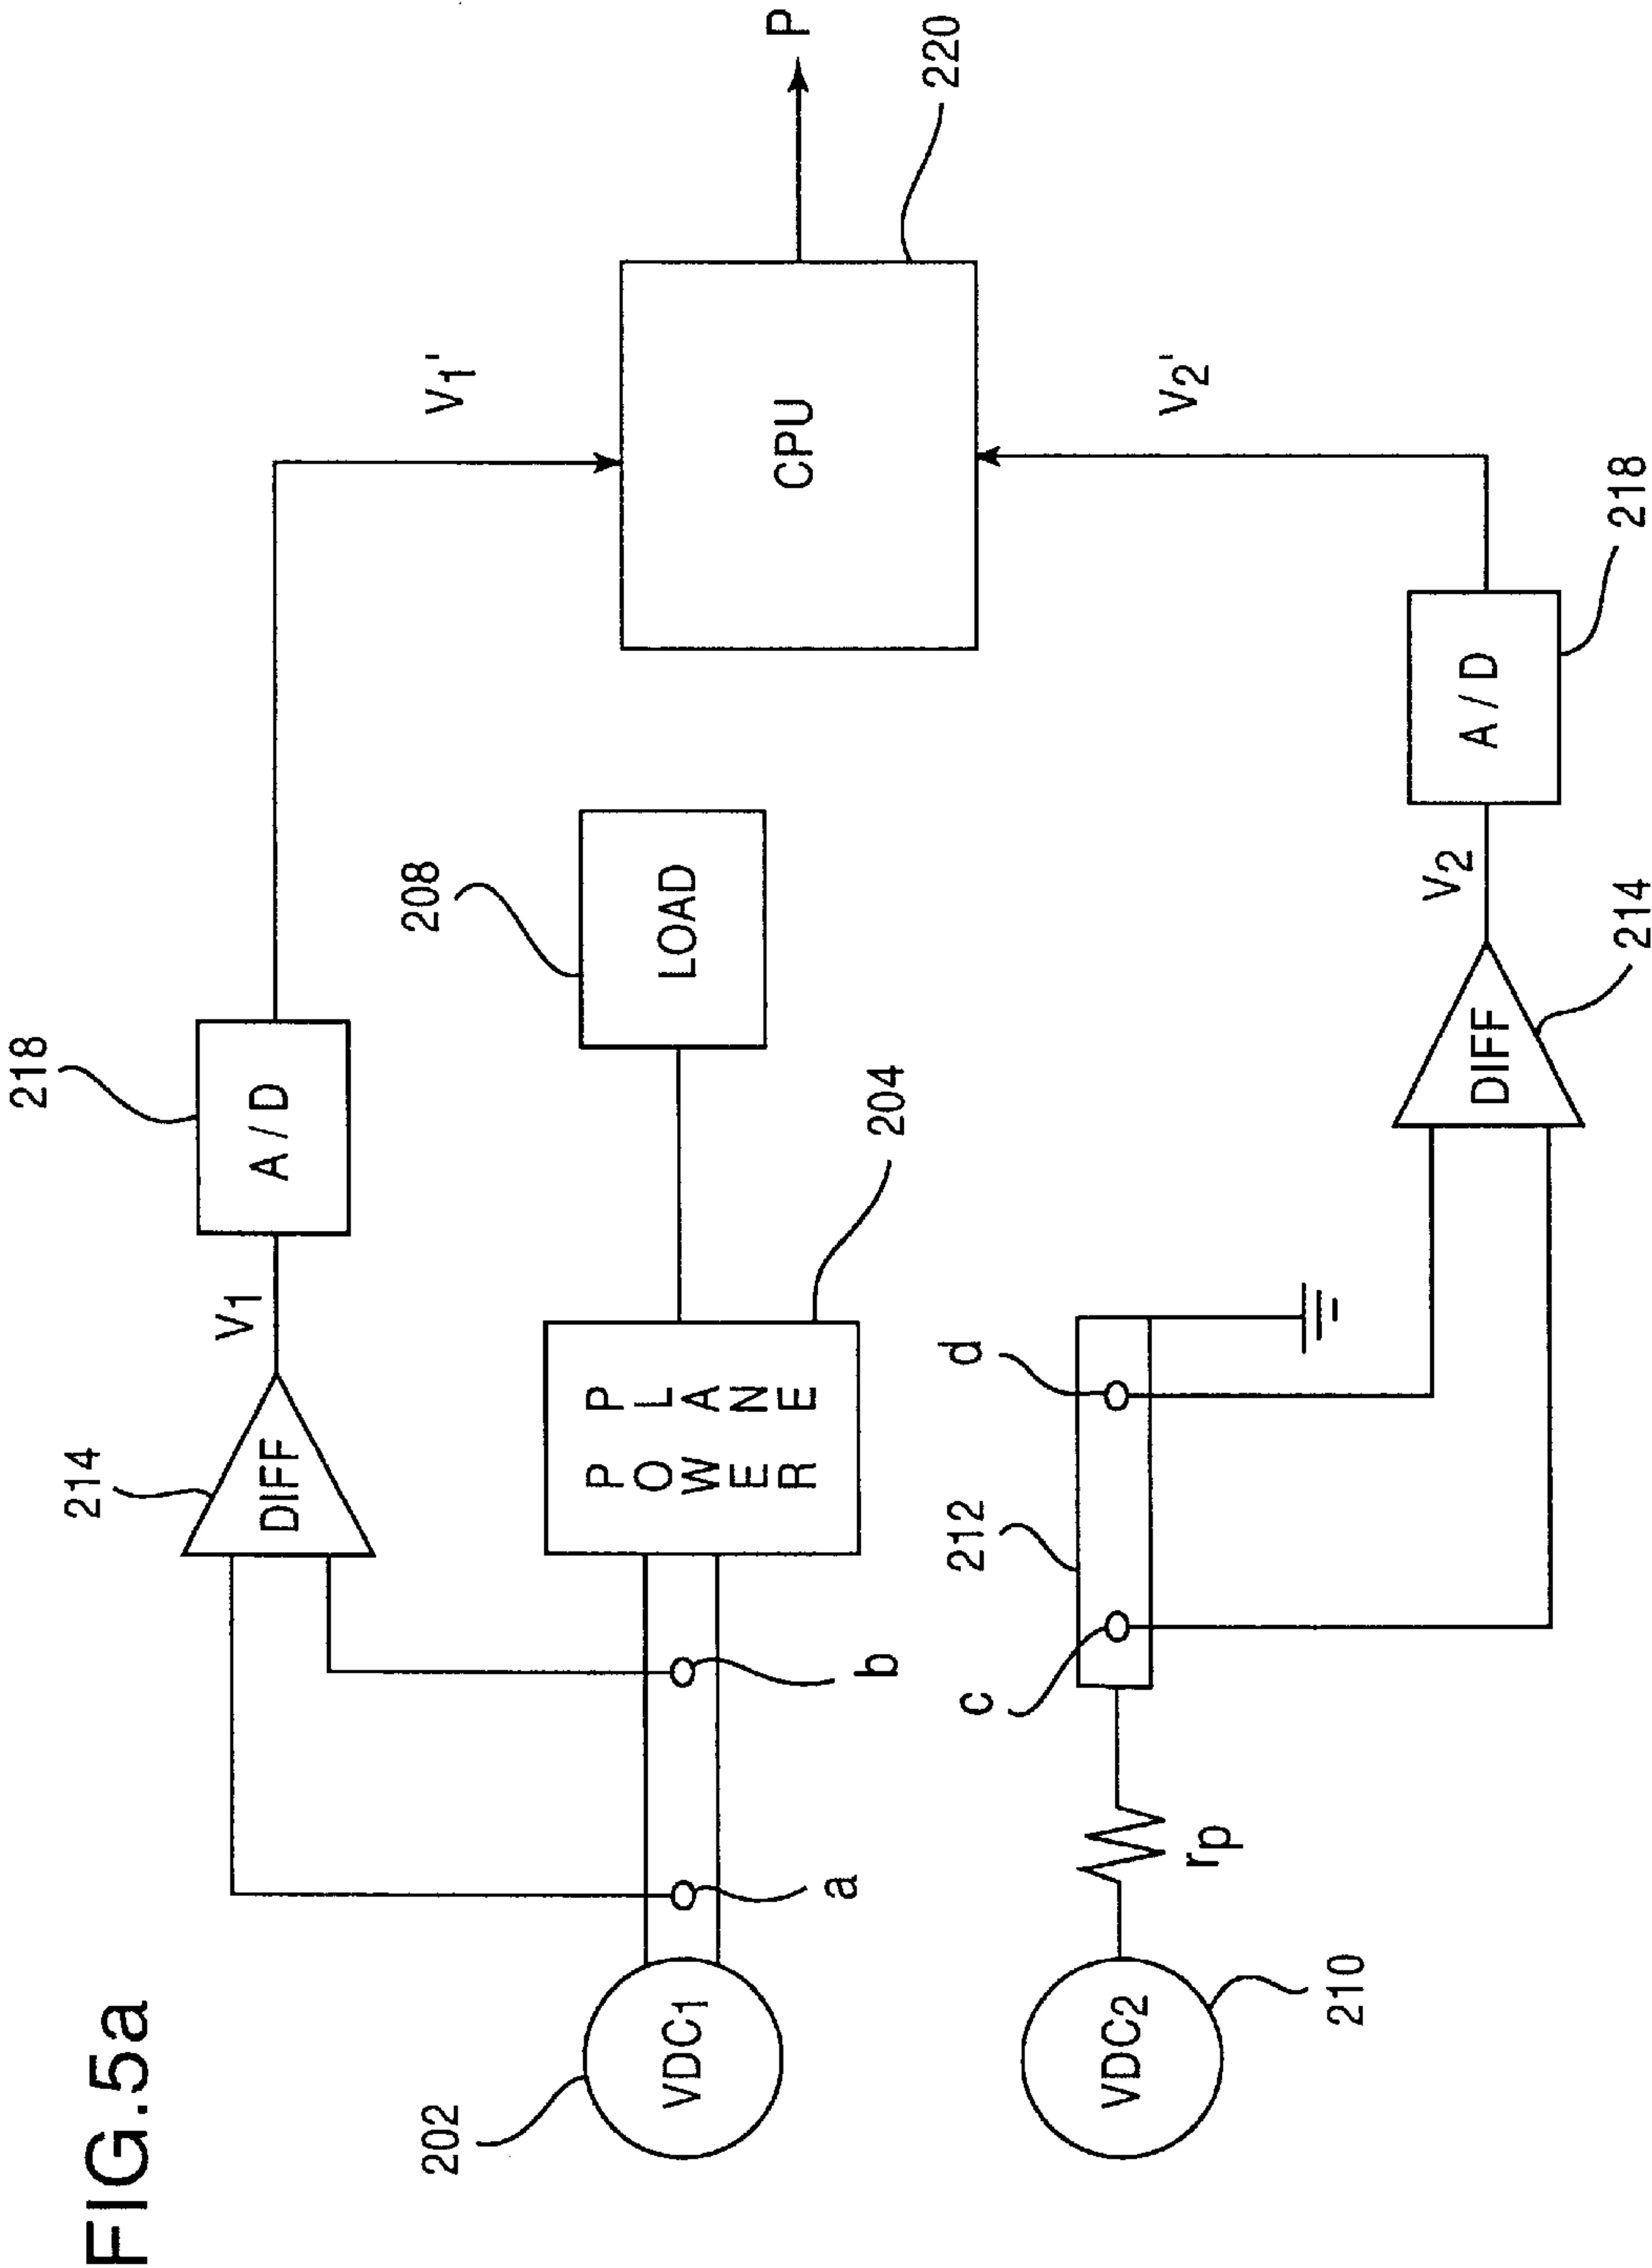 FIG.5a
214
DIFF
V1
218
A / D
V1'
a
b
202
VDC1
POWER
PLANE
204
208
LOAD
CPU
P
220
210
VDC2
rp
c
212
d
214
DIFF
V2
218
A / D
V2'